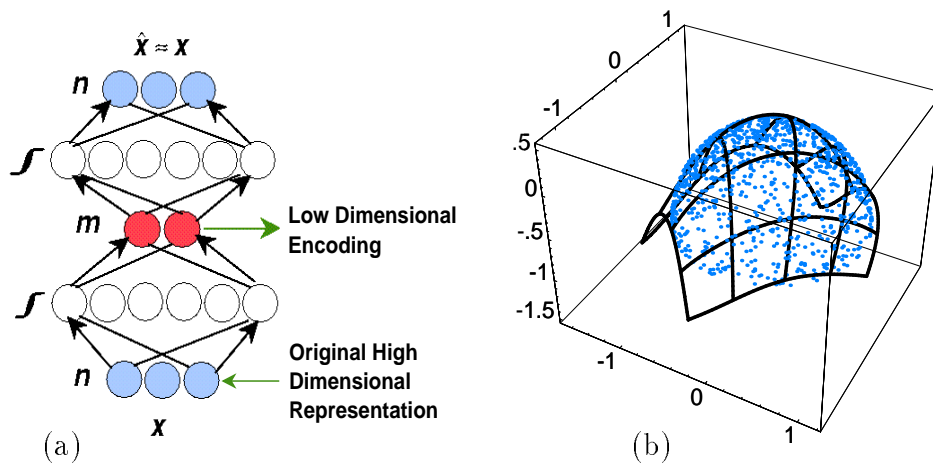 x̂ ≈ x
n
∫
m
Low Dimensional
Encoding
∫
n
Original High
Dimensional
Representation
x
(a)
1
0
-1
.5
0
-.5
-1
-1.5
-1
0
1
(b)